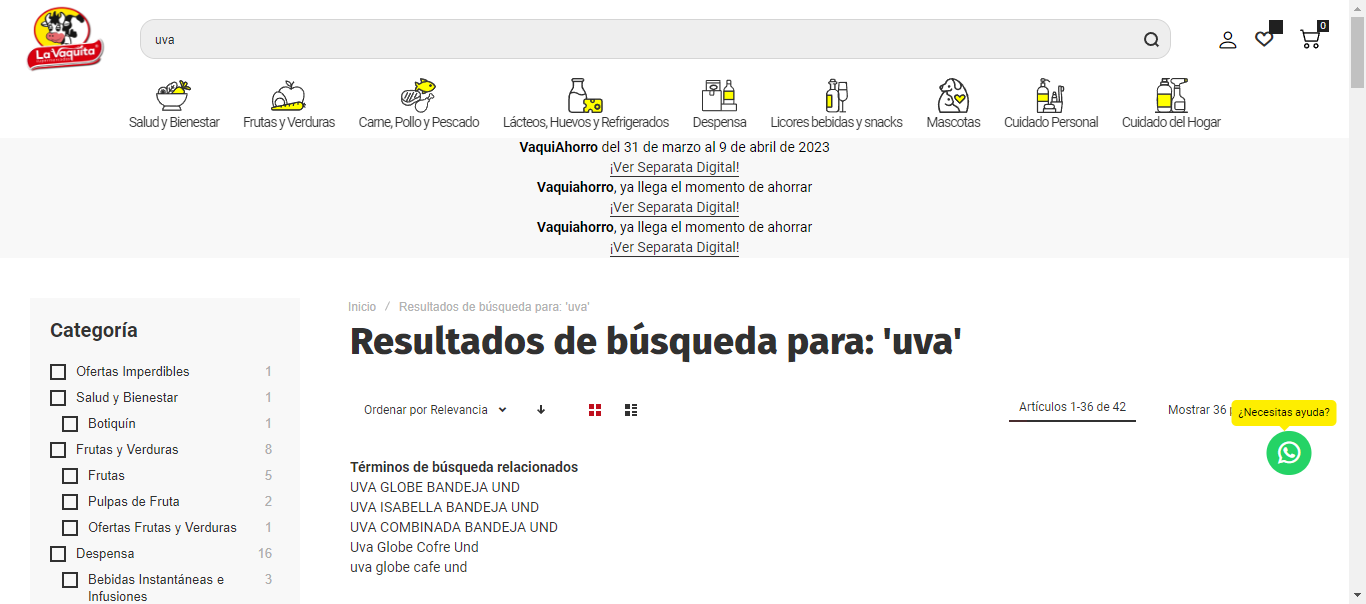 La Vaquita
uva
0
Salud y Bienestar
Frutas y Verduras
Carne, Pollo y Pescado
Lácteos, Huevos y Refrigerados
Despensa
Licores bebidas y snacks
Mascotas
Cuidado Personal
Cuidado del Hogar
VaquiAhorro del 31 de marzo al 9 de abril de 2023
¡Ver Separata Digital!
Vaquiahorro, ya llega el momento de ahorrar
¡Ver Separata Digital!
Vaquiahorro, ya llega el momento de ahorrar
¡Ver Separata Digital!
Categoría
Ofertas Imperdibles 1
Salud y Bienestar 1
Botiquín 1
Frutas y Verduras 8
Frutas 5
Pulpas de Fruta 2
Ofertas Frutas y Verduras 1
Despensa 16
Bebidas Instantáneas e 3
Infusiones
Inicio / Resultados de búsqueda para: 'uva'
Resultados de búsqueda para: 'uva'
Ordenar por Relevancia
Artículos 1-36 de 42
Mostrar 36
¿Necesitas ayuda?
Términos de búsqueda relacionados
UVA GLOBE BANDEJA UND
UVA ISABELLA BANDEJA UND
UVA COMBINADA BANDEJA UND
Uva Globe Cofre Und
uva globe cafe und